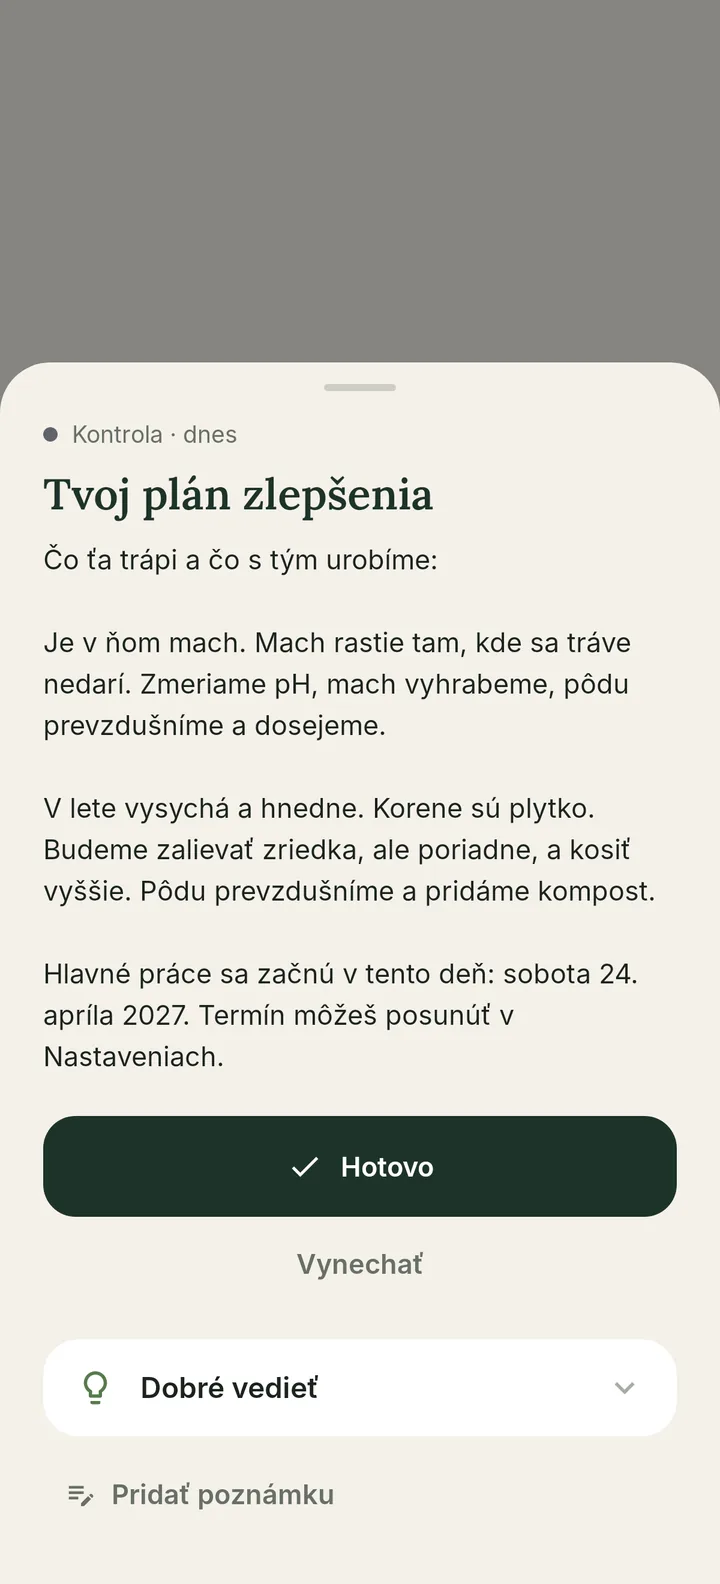 Kontrola · dnes
Tvoj plán zlepšenia
Čo ťa trápi a čo s tým urobíme:
Je v ňom mach. Mach rastie tam, kde sa tráve
nedarí. Zmeriame pH, mach vyhrabeme, pôdu
prevzdušníme a dosejeme.
V lete vysychá a hnedne. Korene sú plytko.
Budeme zalievať zriedka, ale poriadne, a kosiť
vyššie. Pôdu prevzdušníme a pridáme kompost.
Hlavné práce sa začnú v tento deň: sobota 24.
apríla 2027. Termín môžeš posunúť v
Nastaveniach.
Hotovo
Vynechať
Dobré vedieť
Pridať poznámku